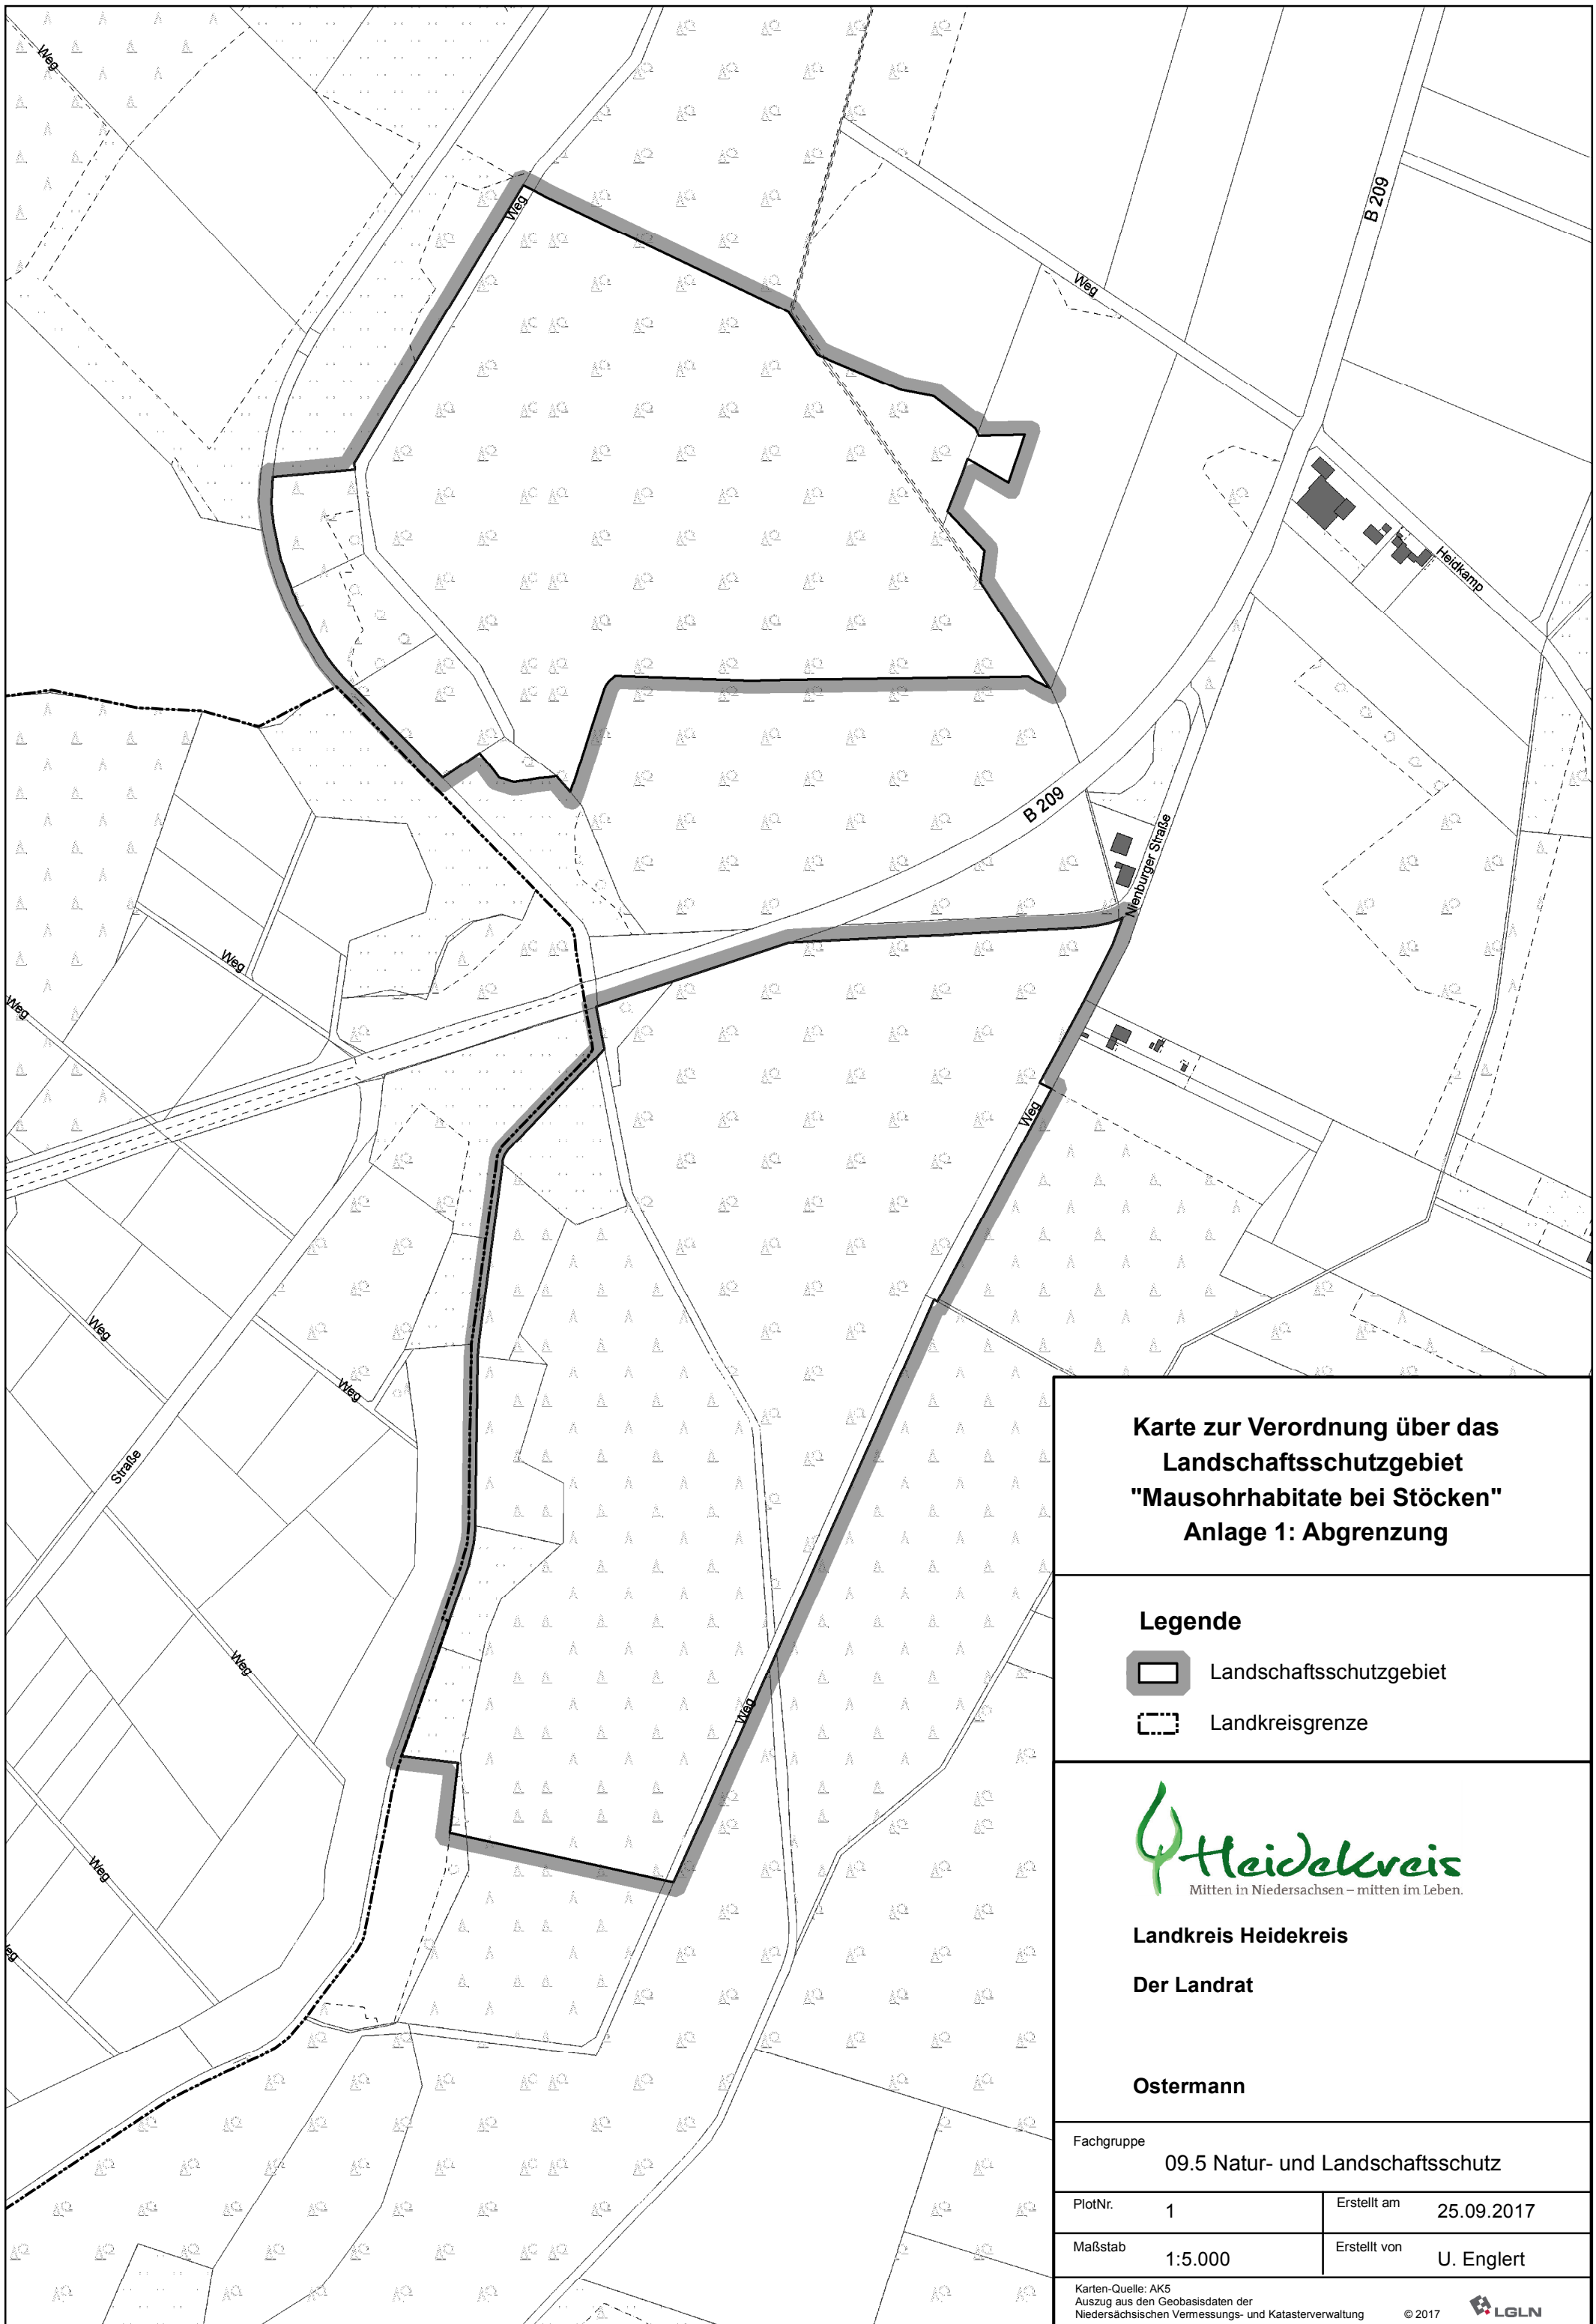 Weg
Weg
B 209
Weg
Heidkamp
B 209
Nienburger Straße
Weg
Weg
Weg
Weg
Weg
Straße
Weg
Weg
Weg
eg
Karte zur Verordnung über das
Landschaftsschutzgebiet
"Mausohrhabitate bei Stöcken"
Anlage 1: Abgrenzung
Legende
Landschaftsschutzgebiet
Landkreisgrenze
Heidekreis
Mitten in Niedersachsen – mitten im Leben.
Landkreis Heidekreis
Der Landrat
Ostermann
Fachgruppe
09.5 Natur- und Landschaftsschutz
PlotNr. 1
Erstellt am 25.09.2017
Maßstab 1:5.000
Erstellt von U. Englert
Karten-Quelle: AK5
Auszug aus den Geobasisdaten der
Niedersächsischen Vermessungs- und Katasterverwaltung © 2017 LGLN